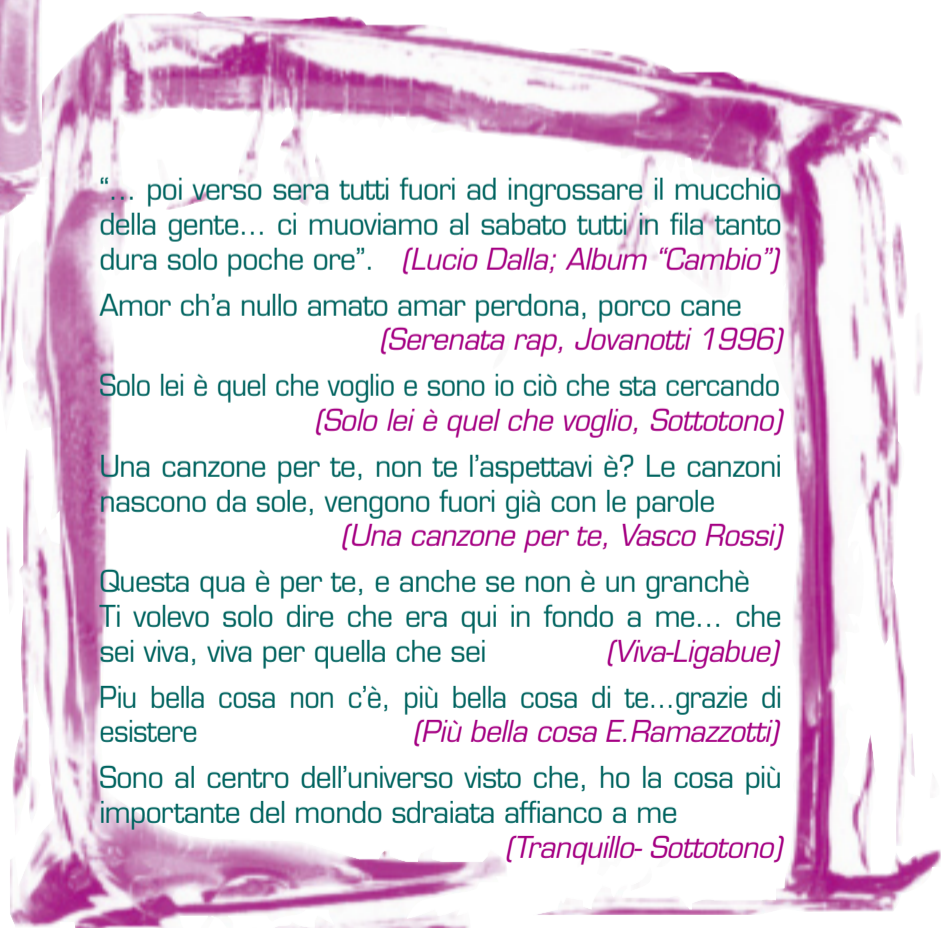 “... poi verso sera tutti fuori ad ingrossare il mucchio
della gente... ci muoviamo al sabato tutti in fila tanto
dura solo poche ore”. (Lucio Dalla; Album “Cambio”)
Amor ch’a nullo amato amar perdona, porco cane
(Serenata rap, Jovanotti 1996)
Solo lei è quel che voglio e sono io ciò che sta cercando
(Solo lei è quel che voglio, Sottotono)
Una canzone per te, non te l’aspettavi è? Le canzoni
nascono da sole, vengono fuori già con le parole
(Una canzone per te, Vasco Rossi)
Questa qua è per te, e anche se non è un granchè
Ti volevo solo dire che era qui in fondo a me... che
sei viva, viva per quella che sei (Viva-Ligabue)
Piu bella cosa non c’è, più bella cosa di te...grazie di
esistere (Più bella cosa E.Ramazzotti)
Sono al centro dell’universo visto che, ho la cosa più
importante del mondo sdraiata affianco a me
(Tranquillo- Sottotono)